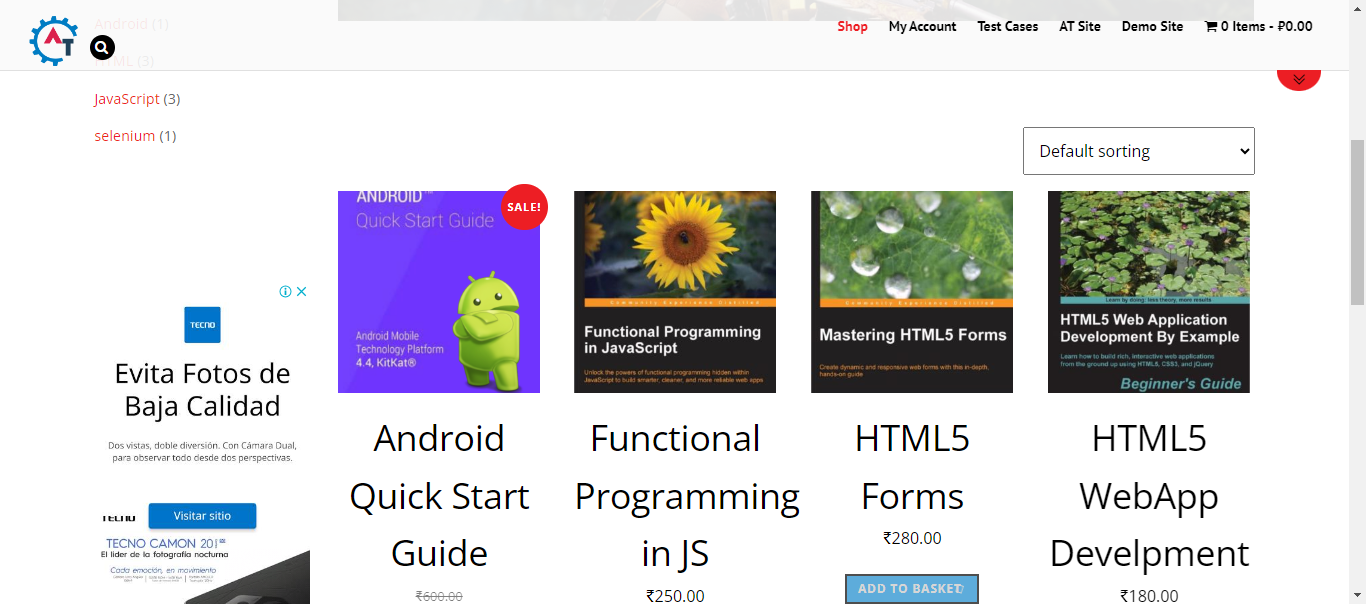 Android (1)
HTML (3)
JavaScript (3)
selenium (1)
AT
Shop
My Account
Test Cases
AT Site
Demo Site
0 Items - ₽0.00
Default sorting
TECNO
Evita Fotos de
Baja Calidad
Dos vistas, doble diversión. Con Cámara Dual,
para observar todo desde dos perspectivas.
Visitar sitio
TECNO CAMON 20
El líder de la fotografía nocturna
Cada emoción, en movimiento
SALE!
ANDROID
Quick Start Guide
Android Mobile
Technology Platform
4.4, KitKat®
Android
Quick Start
Guide
₹600.00
Community Experience Distilled
Functional Programming
in JavaScript
Unlock the powers of functional programming hidden within
JavaScript to build smarter, cleaner, and more reliable web apps
Functional
Programming
in JS
₹250.00
Community Experience Distilled
Mastering HTML5 Forms
Create dynamic and responsive web forms with this in-depth,
hands-on guide
HTML5
Forms
₹280.00
ADD TO BASKET
Learn by doing: less theory, more results
HTML5 Web Application
Development By Example
Learn how to build rich, interactive web applications
from the ground up using HTML5, CSS3, and jQuery
Beginner's Guide
HTML5
WebApp
Develpment
₹180.00